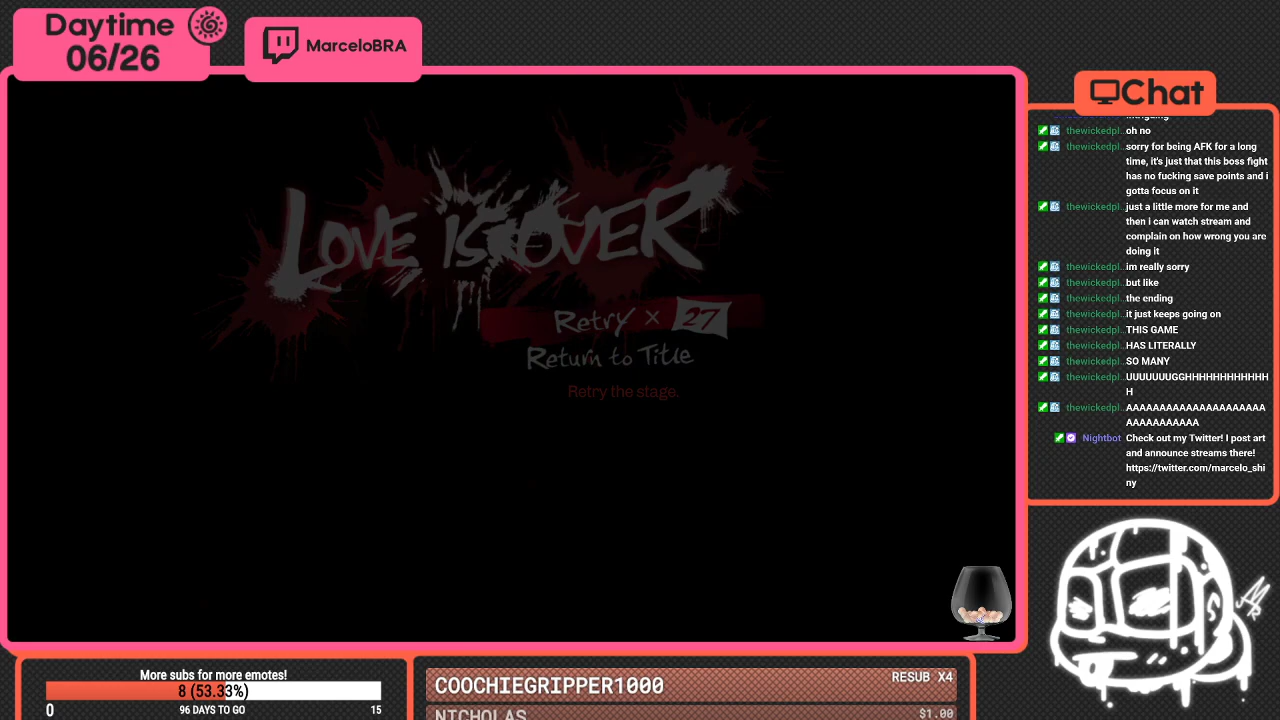 Daytime
06/26
MarceloBRA
LOVE IS OVER
Retry × 27
Return to Title
Retry the stage.
Chat
thewickedpl.. oh no
thewickedpl.. sorry for being AFK for a long
time, it's just that this boss fight
has no fucking save points and i
gotta focus on it
thewickedpl.. just a little more for me and
then i can watch stream and
complain on how wrong you are
doing it
thewickedpl.. im really sorry
thewickedpl.. but like
thewickedpl.. the ending
thewickedpl.. it just keeps going on
thewickedpl.. THIS GAME
thewickedpl.. HAS LITERALLY
thewickedpl.. SO MANY
thewickedpl.. UUUUUUUGGHHHHHHHHHHHH
H
thewickedpl.. AAAAAAAAAAAAAAAAAAAAA
AAAAAAAAAAA
Nightbot Check out my Twitter! I post art
and announce streams there!
https://twitter.com/marcelo_shi
ny
More subs for more emotes!
8 (53.33%)
0 96 DAYS TO GO 15
COOCHIEGRIPPER1000 RESUB X4
NICHOLAS $1.00